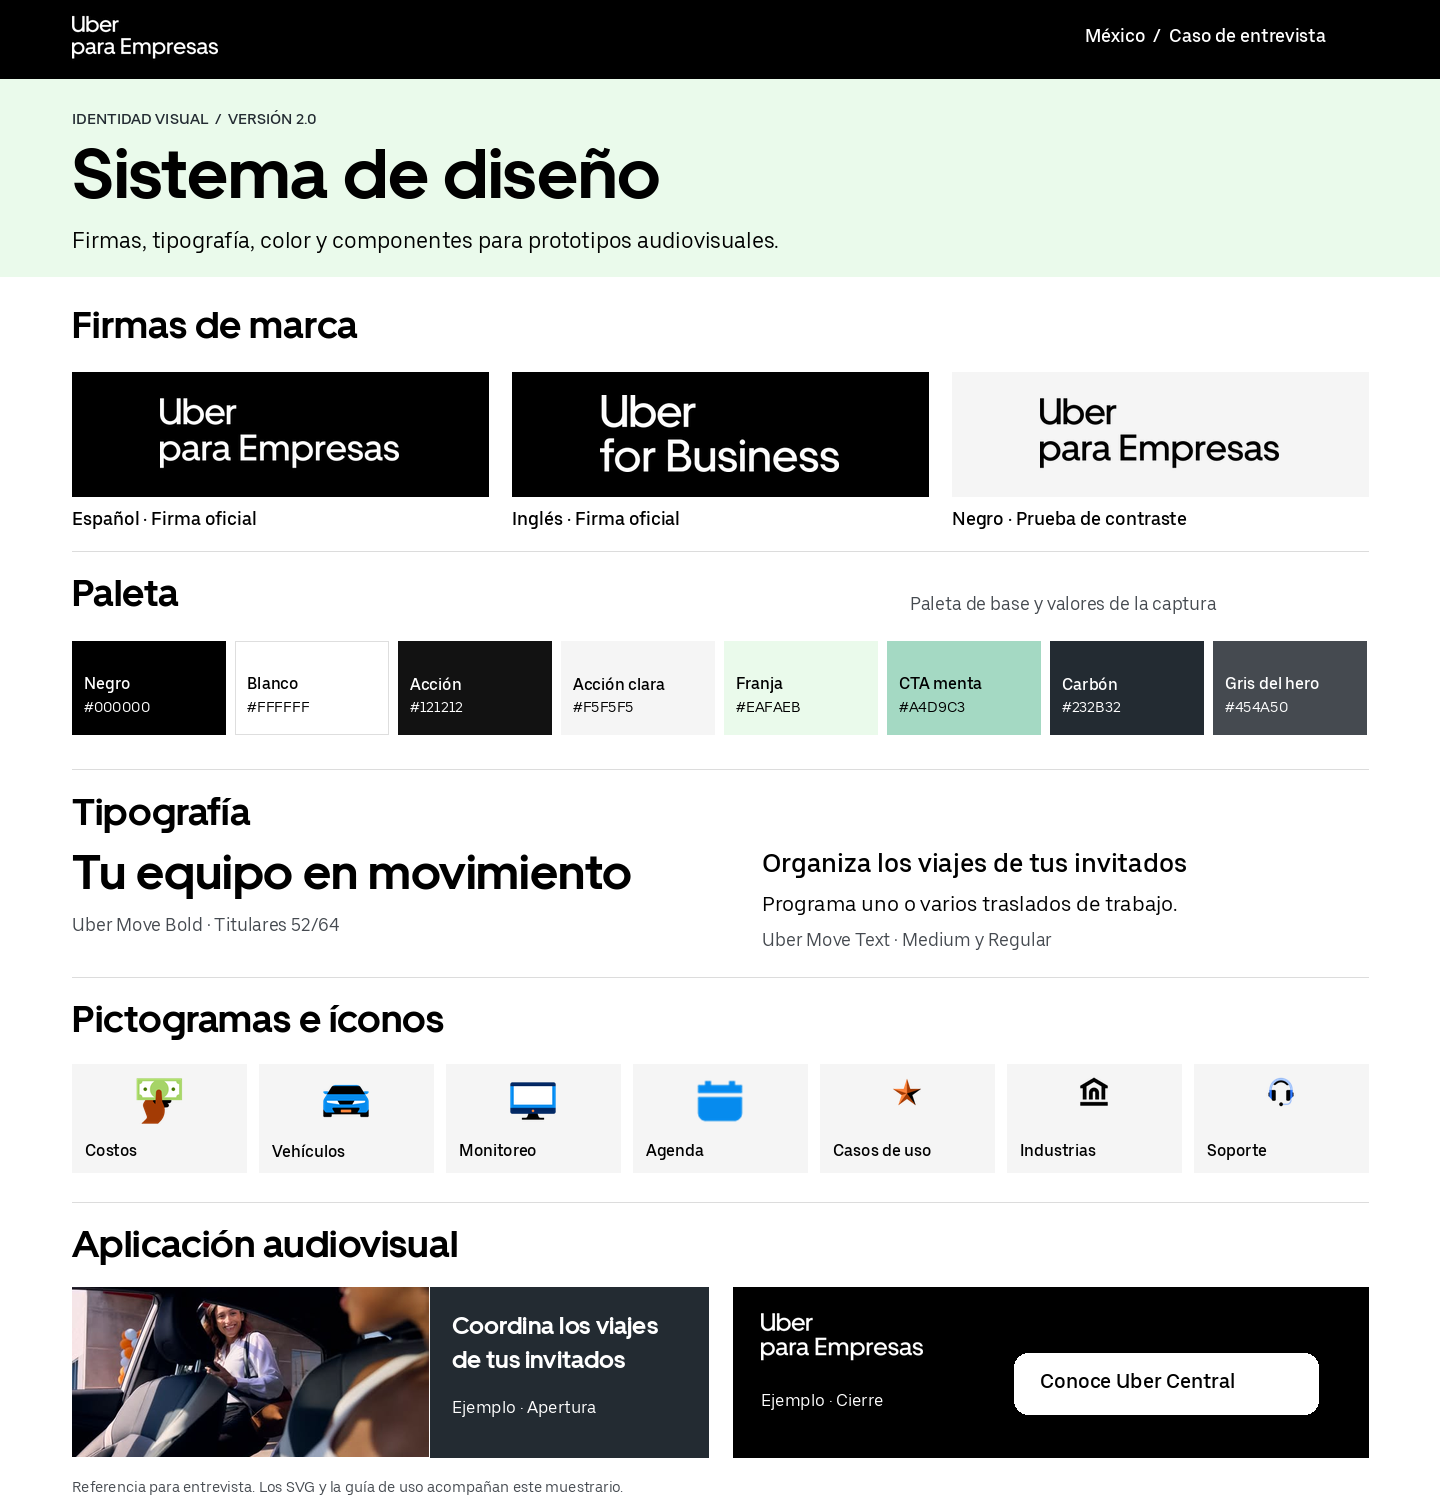 Uber
para Empresas
México / Caso de entrevista
IDENTIDAD VISUAL / VERSIÓN 2.0
Sistema de diseño
Firmas, tipografía, color y componentes para prototipos audiovisuales.
Firmas de marca
Uber
para Empresas
Uber
for Business
Uber
para Empresas
Español · Firma oficial
Inglés · Firma oficial
Negro · Prueba de contraste
Paleta
Paleta de base y valores de la captura
Negro
#000000
Blanco
#FFFFFF
Acción
#121212
Acción clara
#F5F5F5
Franja
#EAFAEB
CTA menta
#A4D9C3
Carbón
#232B32
Gris del hero
#454A50
Tipografía
Tu equipo en movimiento
Uber Move Bold · Titulares 52/64
Organiza los viajes de tus invitados
Programa uno o varios traslados de trabajo.
Uber Move Text · Medium y Regular
Pictogramas e íconos
Costos
Vehículos
Monitoreo
Agenda
Casos de uso
Industrias
Soporte
Aplicación audiovisual
Coordina los viajes
de tus invitados
Ejemplo · Apertura
Uber
para Empresas
Ejemplo · Cierre
Conoce Uber Central
Referencia para entrevista. Los SVG y la guía de uso acompañan este muestrario.